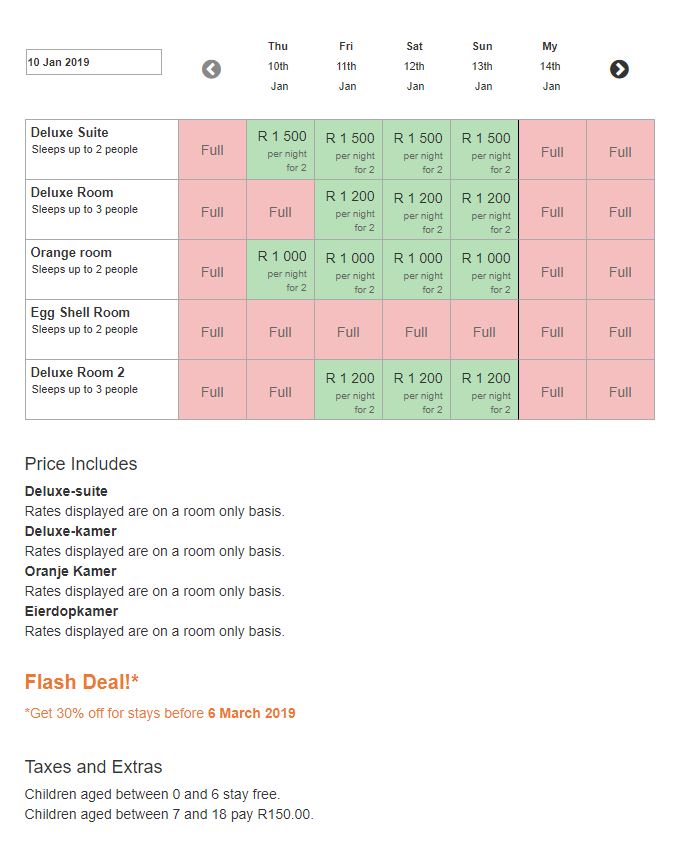 Thu Fri Sat Sun My
10 Jan 2019 10th 11th 12th 13th 14th
Jan Jan Jan Jan Jan
Deluxe Suite
Sleeps up to 2 people
Full R 1 500 R 1 500 R 1 500 R 1 500 Full Full
per night per night per night per night
for 2 for 2 for 2 for 2
Deluxe Room
Sleeps up to 3 people
Full Full R 1 200 R 1 200 R 1 200 Full Full
per night per night per night
for 2 for 2 for 2
Orange room
Sleeps up to 2 people
Full R 1 000 R 1 000 R 1 000 R 1 000 Full Full
per night per night per night per night
for 2 for 2 for 2 for 2
Egg Shell Room
Sleeps up to 2 people
Full Full Full Full Full Full Full
Deluxe Room 2
Sleeps up to 3 people
Full Full R 1 200 R 1 200 R 1 200 Full Full
per night per night per night
for 2 for 2 for 2
Price Includes
Deluxe-suite
Rates displayed are on a room only basis.
Deluxe-kamer
Rates displayed are on a room only basis.
Oranje Kamer
Rates displayed are on a room only basis.
Eierdopkamer
Rates displayed are on a room only basis.
Flash Deal!*
*Get 30% off for stays before 6 March 2019
Taxes and Extras
Children aged between 0 and 6 stay free.
Children aged between 7 and 18 pay R150.00.